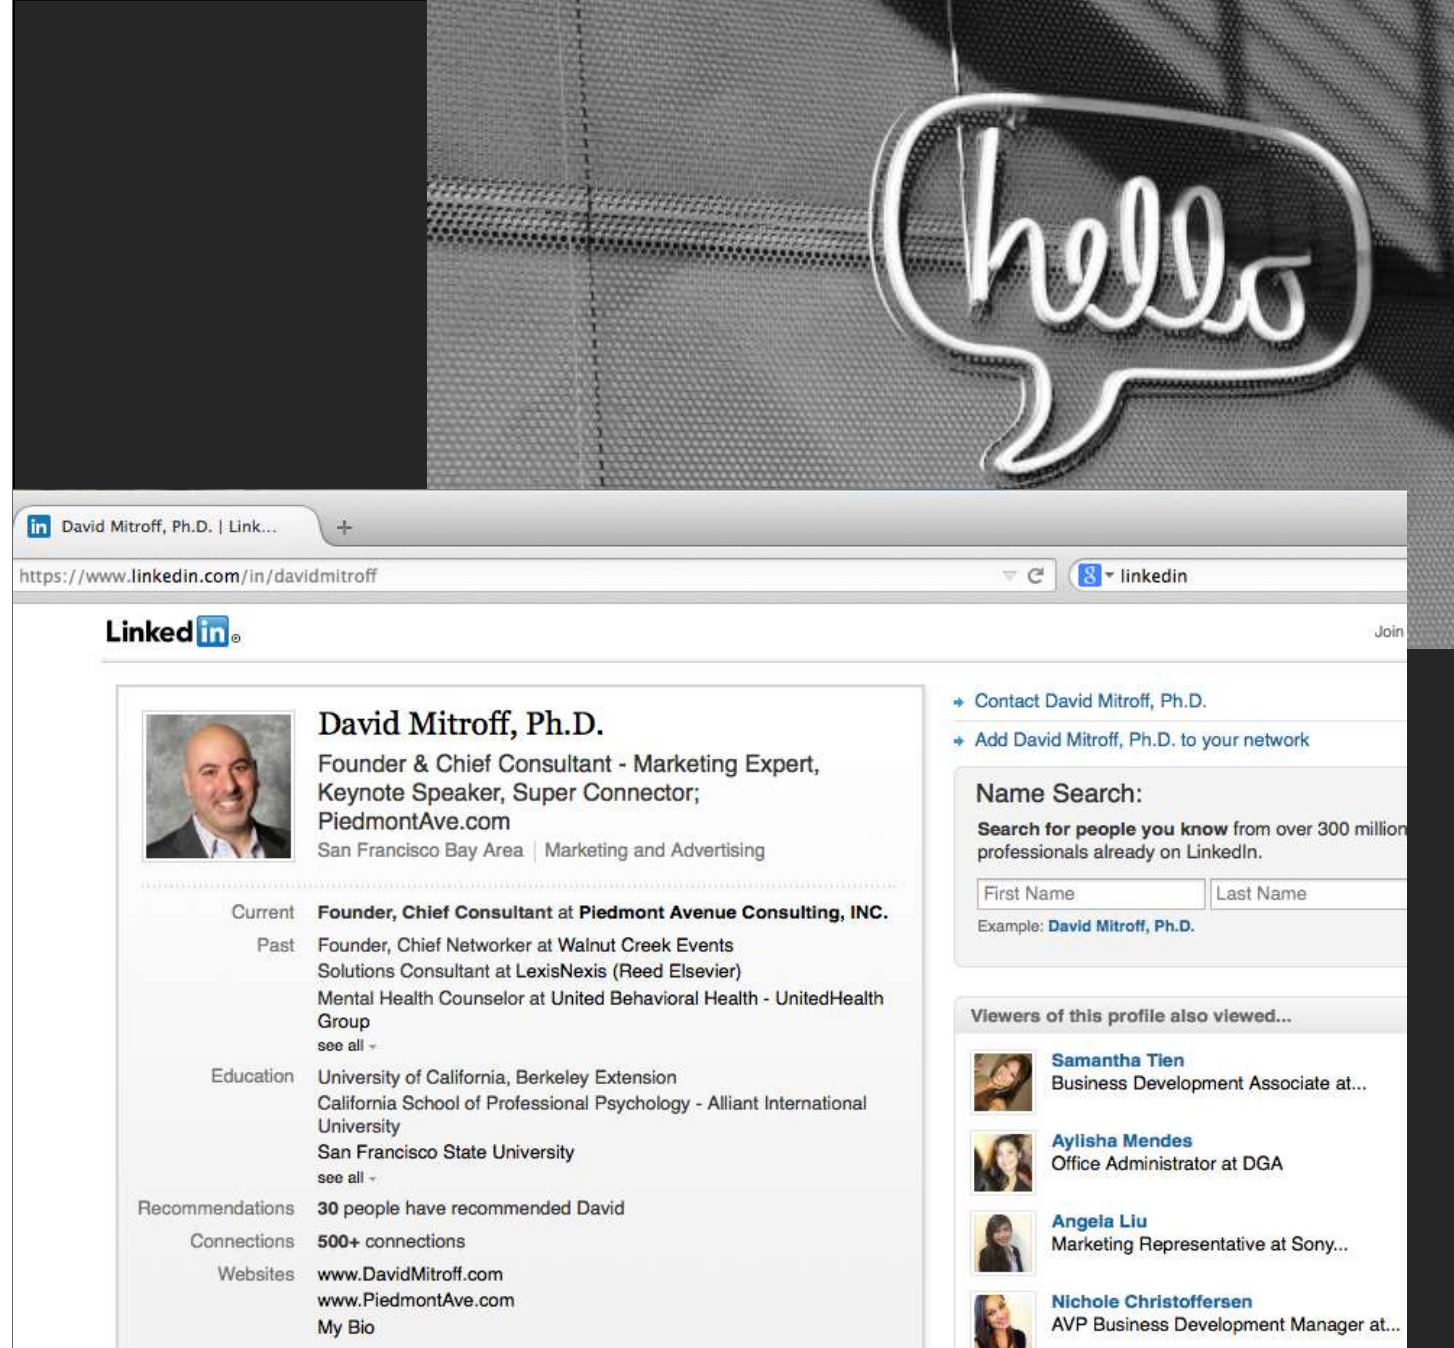 hello
David Mitroff, Ph.D. | Link...
https://www.linkedin.com/in/davidmitroff
linkedin
Linkedin
Join
David Mitroff, Ph.D.
Founder & Chief Consultant - Marketing Expert,
Keynote Speaker, Super Connector;
PiedmontAve.com
San Francisco Bay Area | Marketing and Advertising
Current Founder, Chief Consultant at Piedmont Avenue Consulting, INC.
Past Founder, Chief Networker at Walnut Creek Events
Solutions Consultant at LexisNexis (Reed Elsevier)
Mental Health Counselor at United Behavioral Health - UnitedHealth
Group
see all
Education University of California, Berkeley Extension
California School of Professional Psychology - Alliant International
University
San Francisco State University
see all
Recommendations 30 people have recommended David
Connections 500+ connections
Websites www.DavidMitroff.com
www.PiedmontAve.com
My Bio
Contact David Mitroff, Ph.D.
Add David Mitroff, Ph.D. to your network
Name Search:
Search for people you know from over 300 million
professionals already on LinkedIn.
First Name Last Name
Example: David Mitroff, Ph.D.
Viewers of this profile also viewed...
Samantha Tien
Business Development Associate at...
Aylisha Mendes
Office Administrator at DGA
Angela Liu
Marketing Representative at Sony...
Nichole Christoffersen
AVP Business Development Manager at...